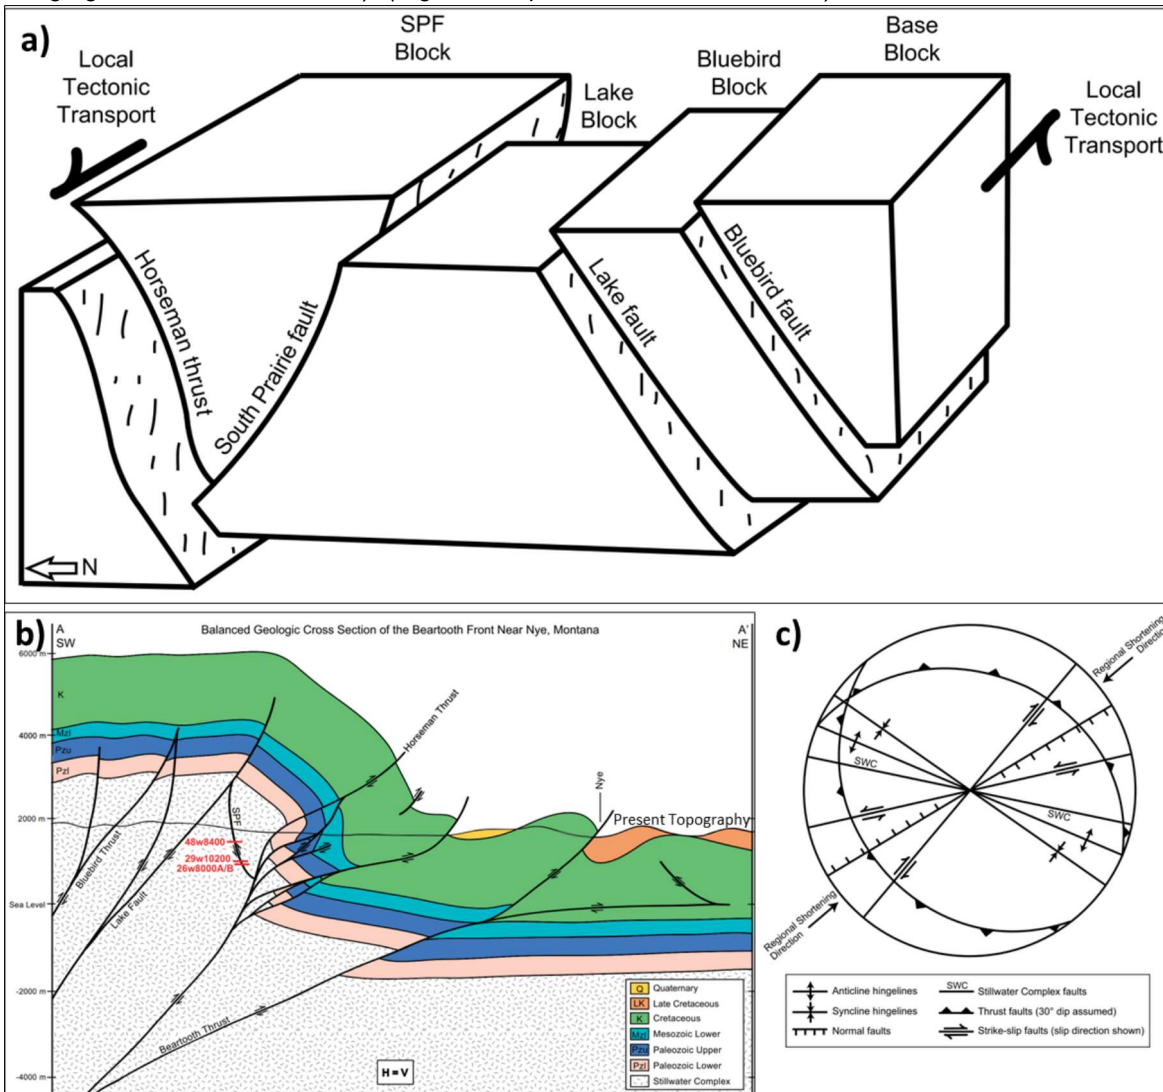 a)
SPF
Block
Base
Block
Bluebird
Block
Lake
Block
Local
Tectonic
Transport
Local
Tectonic
Transport
Horseman thrust
South Prairie fault
Lake fault
Bluebird fault
N
b)
A
SW
Balanced Geologic Cross Section of the Beartooth Front Near Nye, Montana
A'
NE
6000 m
K
4000 m
Mzl
Pzu
Pzl
2000 m
Sea Level
-2000 m
-4000 m
Horseman Thrust
Nye
Present Topography
SPF
48w8400
29w10200
26w8000A/B
Bluebird Thrust
Lake Fault
Beartooth Thrust
H = V
Q Quaternary
LK Late Cretaceous
K Cretaceous
Mzl Mesozoic Lower
Pzu Paleozoic Upper
Pzl Paleozoic Lower
Stillwater Complex
c)
Regional Shortening
Direction
SWC
SWC
Regional Shortening
Direction
Anticline hingelines
Syncline hingelines
Normal faults
SWC Stillwater Complex faults
Thrust faults (30° dip assumed)
Strike-slip faults (slip direction shown)